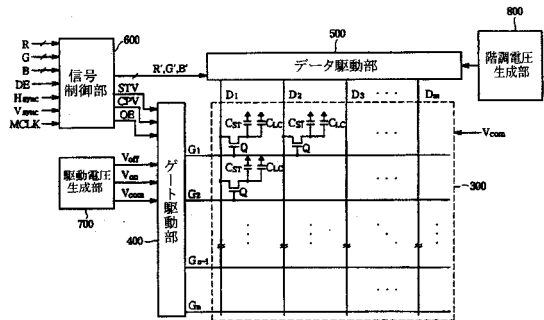 R
G
B
DE
Hsync
Vsync
MCLK
600
信号
制御部
R',G',B'
STV
CPV
OE
500
データ駆動部
800
階調電圧
生成部
D1
D2
D3
Dm
Vcom
CST
CLC
CST
CLC
Q
Q
G1
CST
CLC
Q
G2
駆動電圧
生成部
700
Voff
Von
Vcom
ゲート駆動部
400
300
Gn-1
Gn